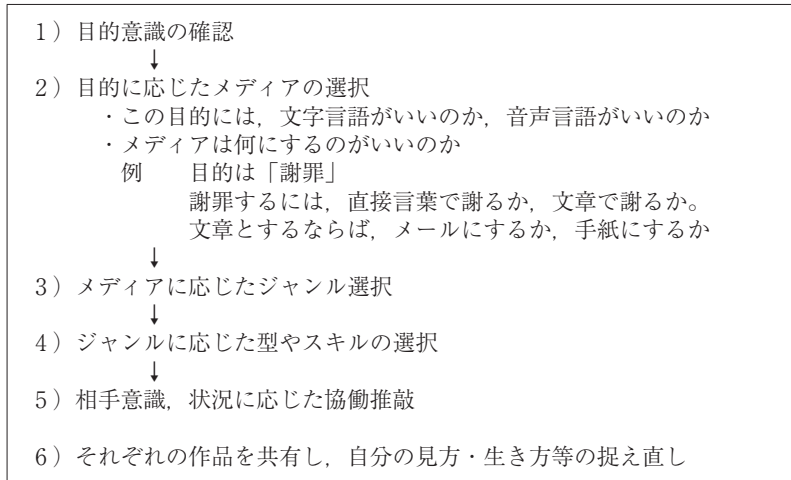 1）目的意識の確認
↓
2）目的に応じたメディアの選択
・この目的には，文字言語がいいのか，音声言語がいいのか
・メディアは何にするのがいいのか
例　　目的は「謝罪」
謝罪するには，直接言葉で謝るか，文章で謝るか。
文章とするならば，メールにするか，手紙にするか
↓
3）メディアに応じたジャンル選択
↓
4）ジャンルに応じた型やスキルの選択
↓
5）相手意識，状況に応じた協働推敲
6）それぞれの作品を共有し，自分の見方・生き方等の捉え直し